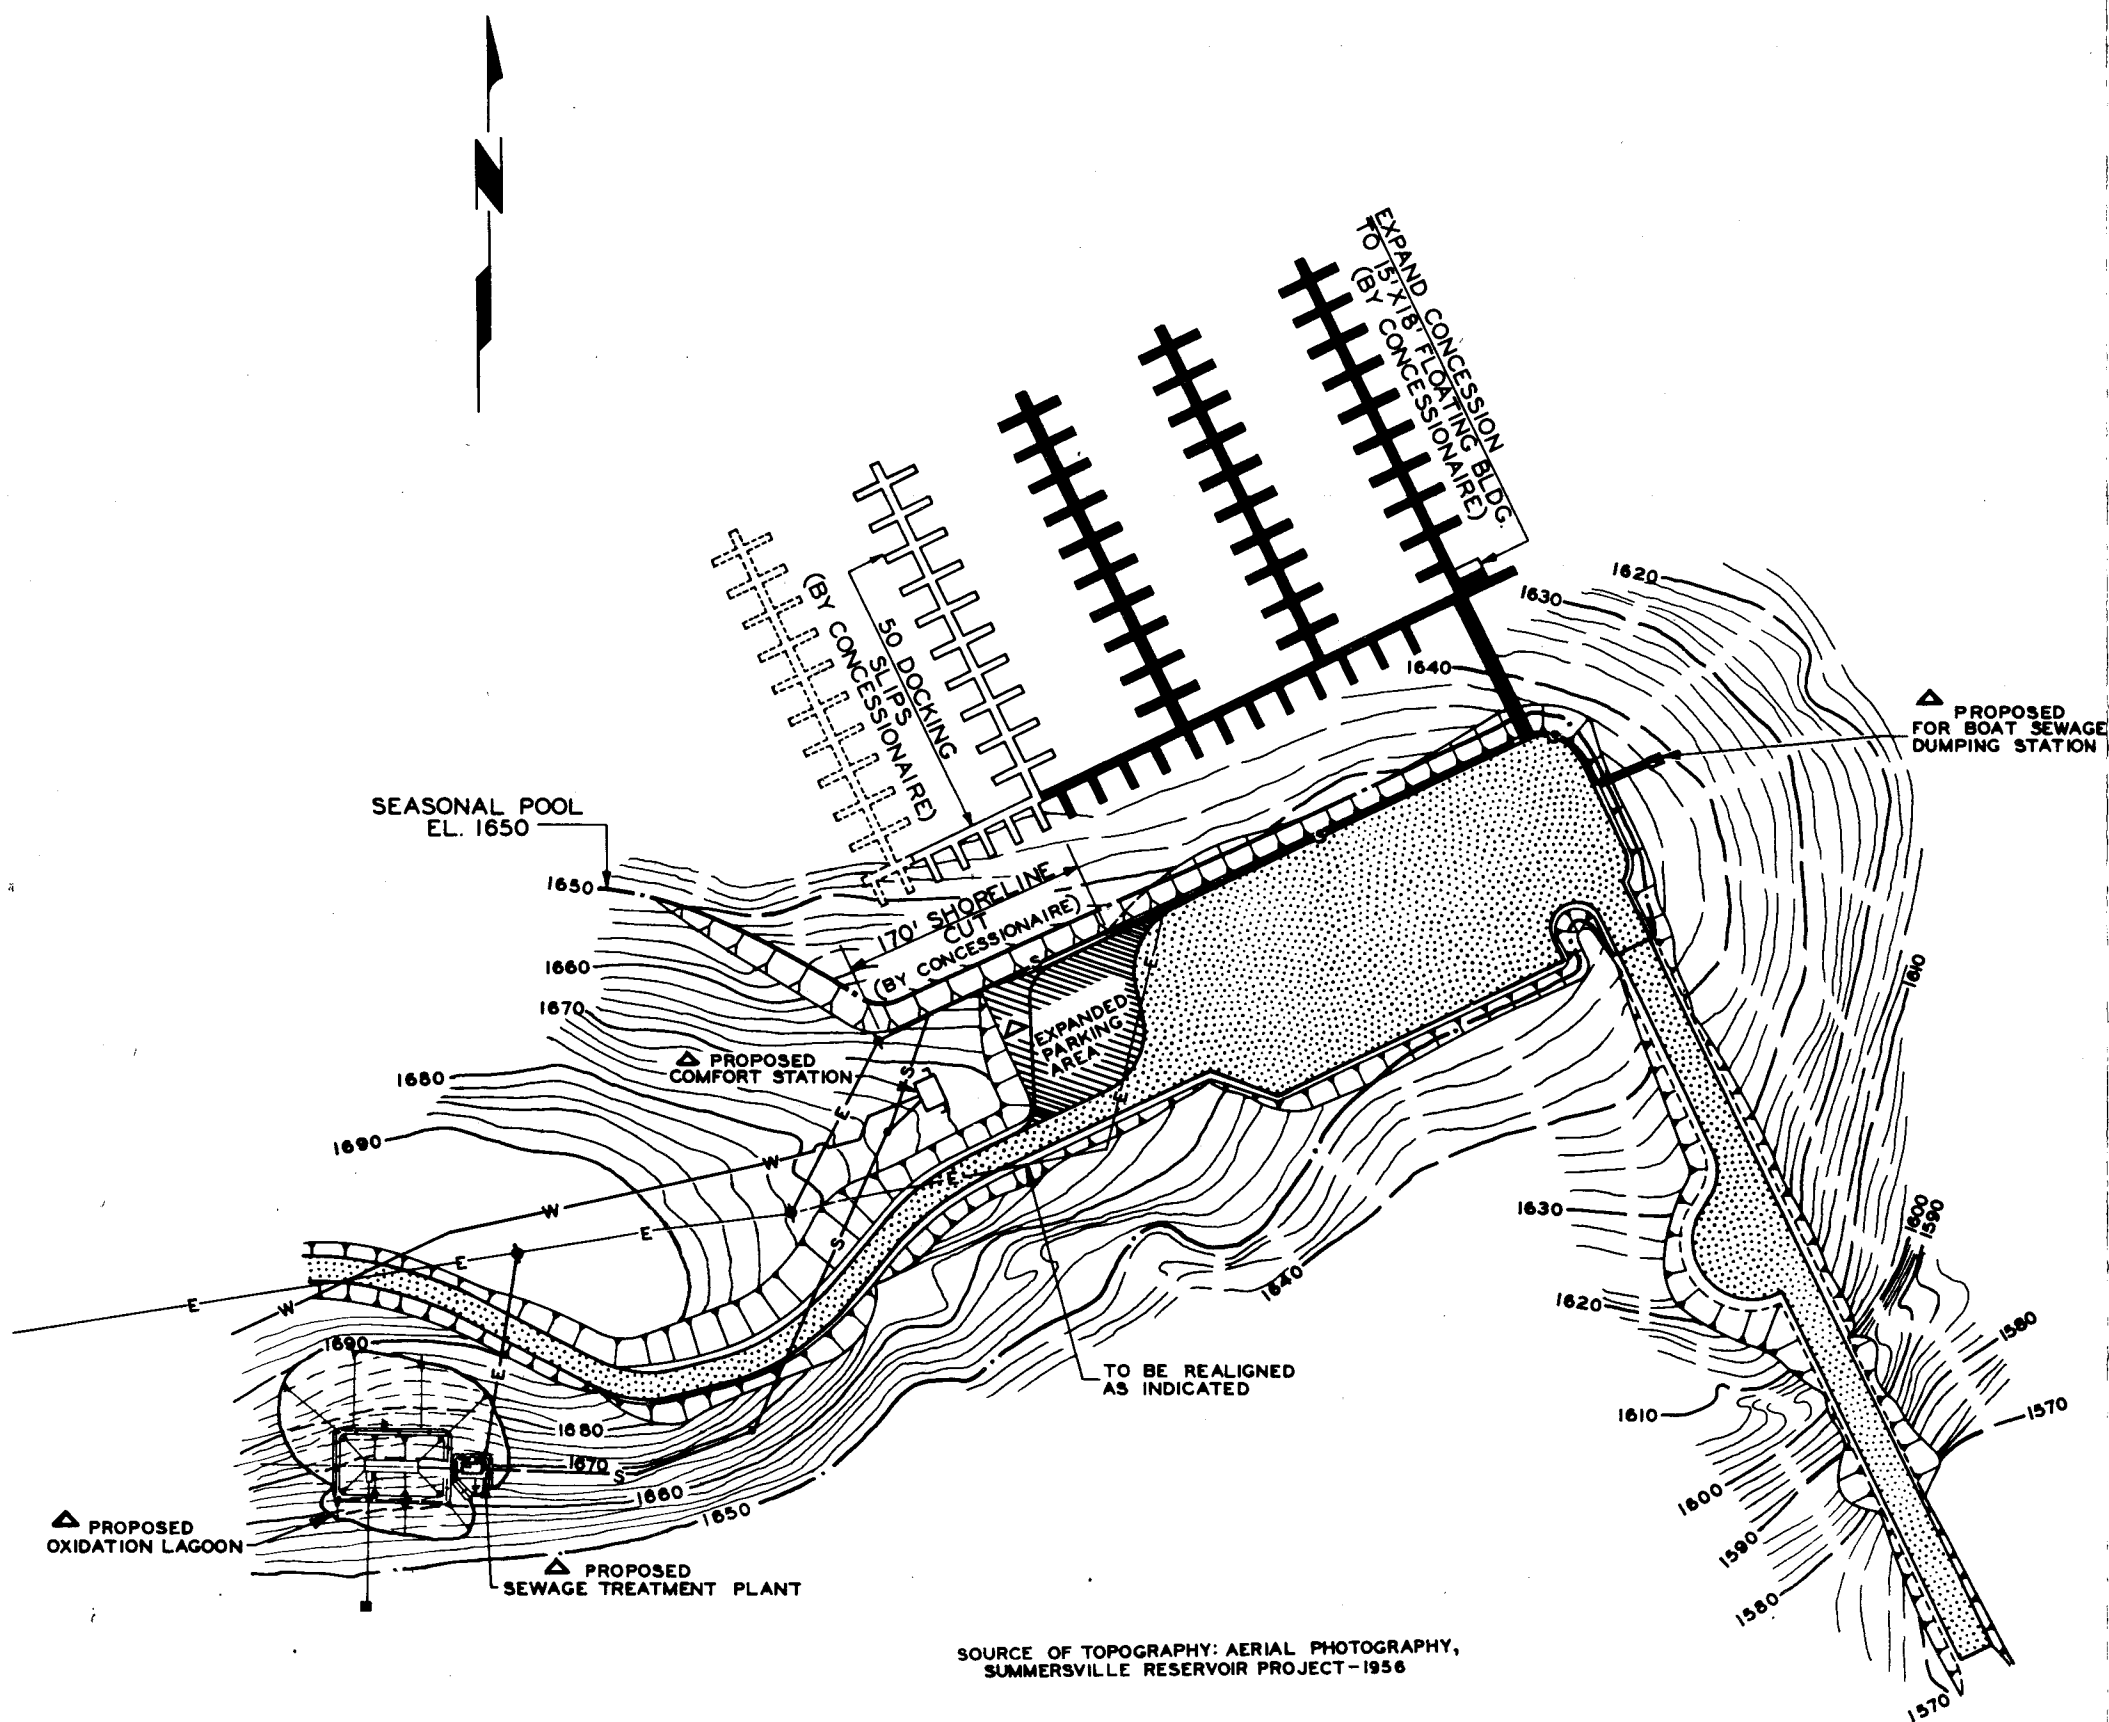 N
EXPAND CONCESSION
TO 15'X18' FLOATING BLDG.
(BY CONCESSIONAIRE)
1620
1630
1640
PROPOSED
FOR BOAT SEWAGE
DUMPING STATION
50 DOCKING
SLIPS
(BY CONCESSIONAIRE)
SEASONAL POOL
EL. 1650
1650
170' SHORELINE
CUT
(BY CONCESSIONAIRE)
S
S
S
E
1660
1670
1610
EXPANDED
PARKING
AREA
PROPOSED
COMFORT STATION
S
E
E
1680
1690
W
W
E
E
E
S
E
W
1630
1600
1590
1640
1620
1580
1690
E
TO BE REALIGNED
AS INDICATED
1610
1570
1680
1670
S
1660
1650
1600
1590
1580
1570
PROPOSED
OXIDATION LAGOON
PROPOSED
SEWAGE TREATMENT PLANT
SOURCE OF TOPOGRAPHY: AERIAL PHOTOGRAPHY,
SUMMERSVILLE RESERVOIR PROJECT-1956